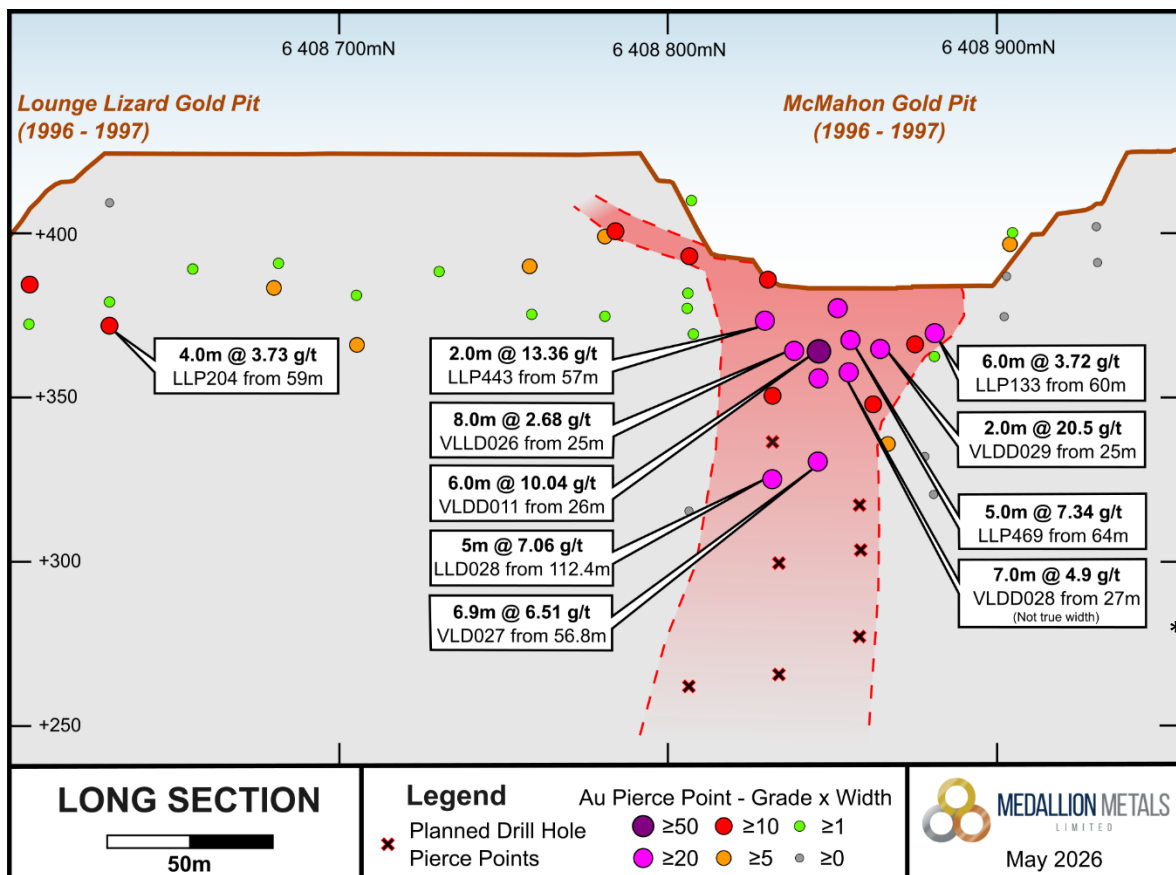 6 408 700mN
6 408 800mN
6 408 900mN
Lounge Lizard Gold Pit
(1996 - 1997)
McMahon Gold Pit
(1996 - 1997)
+400
+350
+300
+250
4.0m @ 3.73 g/t
LLP204 from 59m
2.0m @ 13.36 g/t
LLP443 from 57m
8.0m @ 2.68 g/t
VLLD026 from 25m
6.0m @ 10.04 g/t
VLDD011 from 26m
5m @ 7.06 g/t
LLD028 from 112.4m
6.9m @ 6.51 g/t
VLD027 from 56.8m
6.0m @ 3.72 g/t
LLP133 from 60m
2.0m @ 20.5 g/t
VLDD029 from 25m
5.0m @ 7.34 g/t
LLP469 from 64m
7.0m @ 4.9 g/t
VLDD028 from 27m
(Not true width)
*
LONG SECTION
50m
Legend
Planned Drill Hole
Pierce Points
Au Pierce Point - Grade x Width
≥50 ≥10 ≥1
≥20 ≥5 ≥0
MEDALLION METALS
LIMITED
May 2026